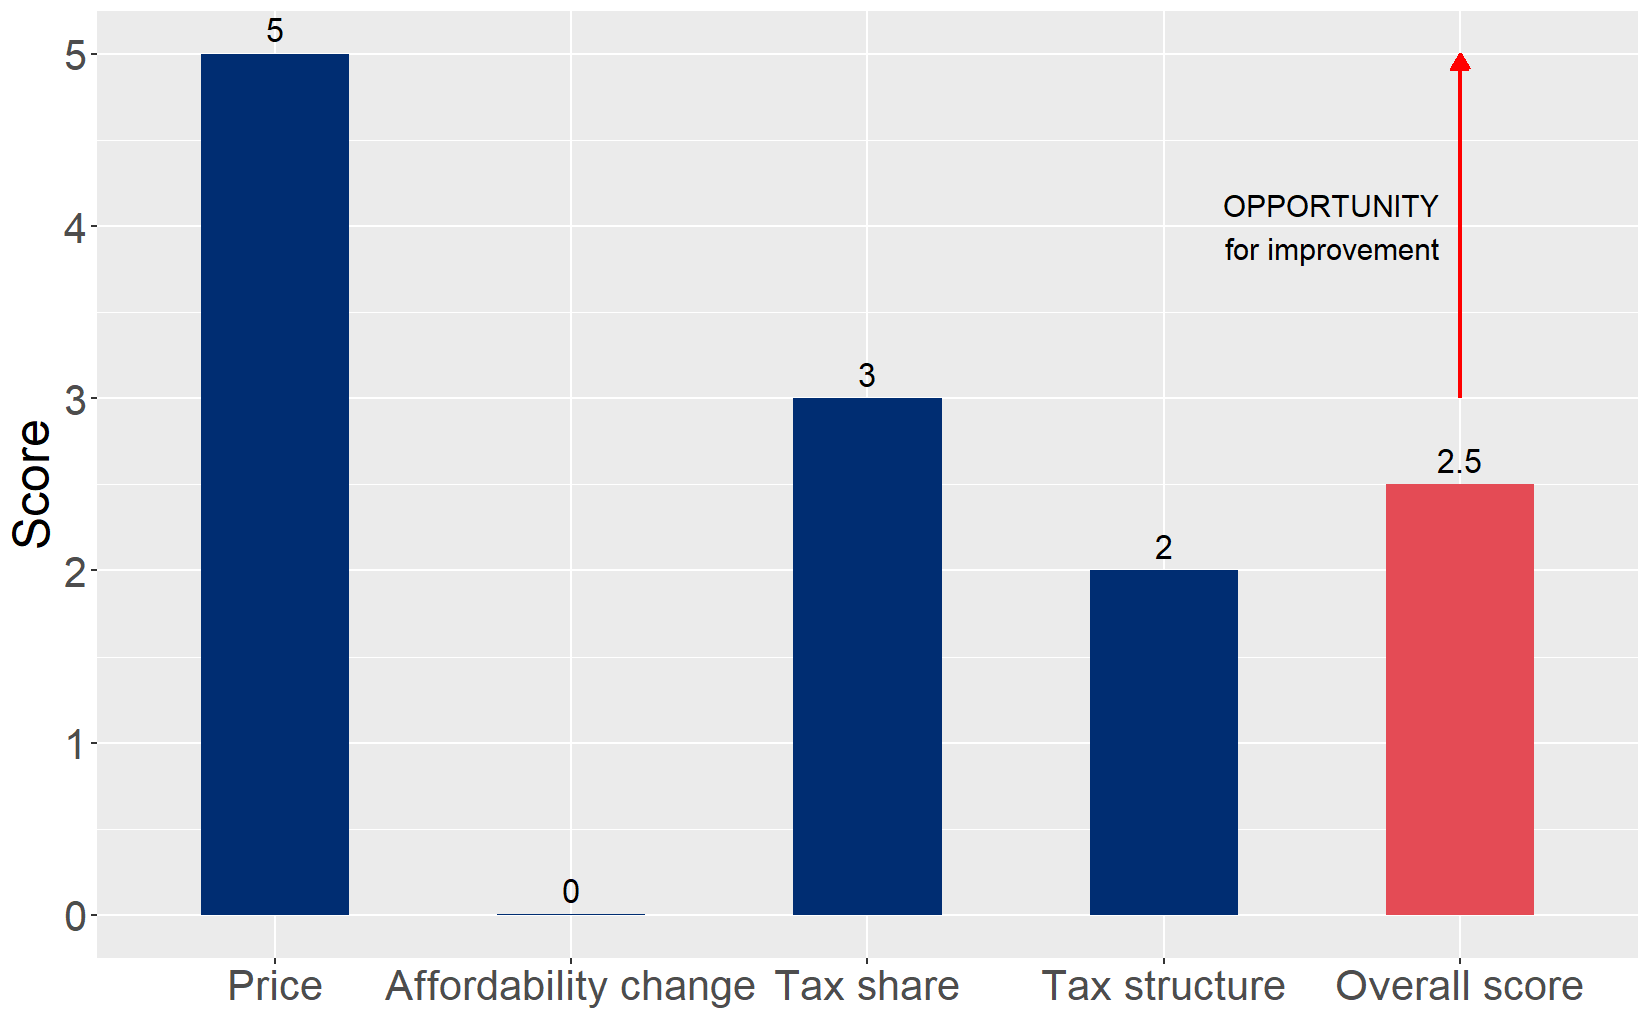 Score
5
4
3
2
1
0
5
0
3
2
2.5
OPPORTUNITY
for improvement
Price
Affordability change
Tax share
Tax structure
Overall score